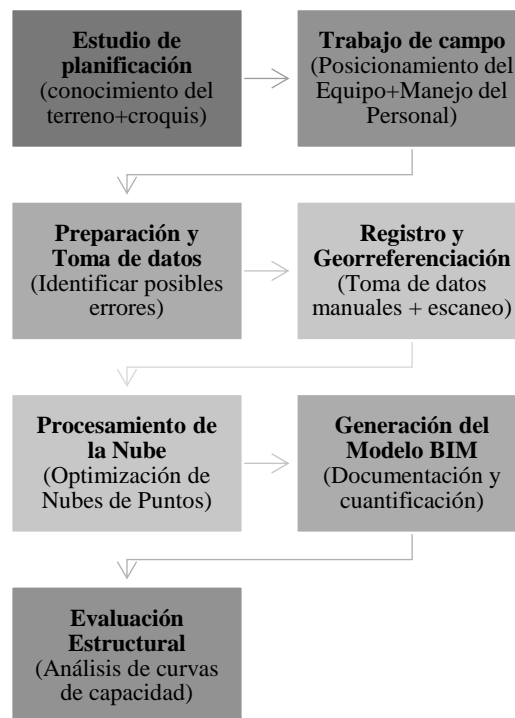 Estudio de
planificación
(conocimiento del
terreno+croquis)
Trabajo de campo
(Posicionamiento del
Equipo+Manejo del
Personal)
Preparación y
Toma de datos
(Identificar posibles
errores)
Registro y
Georreferenciación
(Toma de datos
manuales + escaneo)
Procesamiento de
la Nube
(Optimización de
Nubes de Puntos)
Generación del
Modelo BIM
(Documentación y
cuantificación)
Evaluación
Estructural
(Análisis de curvas
de capacidad)